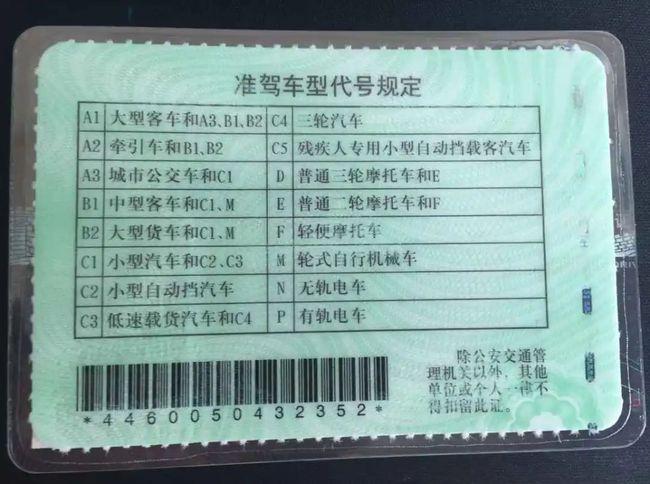 准驾车型代号规定
A1 大型客车和A3、B1、B2 C4 三轮汽车
A2 牵引车和B1、B2 C5 残疾人专用小型自动挡载客汽车
A3 城市公交车和C1 D 普通三轮摩托车和E
B1 中型客车和C1、M E 普通二轮摩托车和F
B2 大型货车和C1、M F 轻便摩托车
C1 小型汽车和C2、C3 M 轮式自行机械车
C2 小型自动挡汽车 N 无轨电车
C3 低速载货汽车和C4 P 有轨电车
除公安交通管
理机关以外，其他
单位或个人一律不
得扣留此证。
*4460050432352*